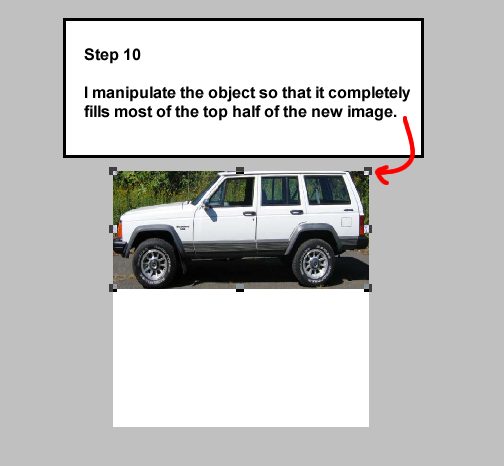 Step 10
I manipulate the object so that it completely
fills most of the top half of the new image.